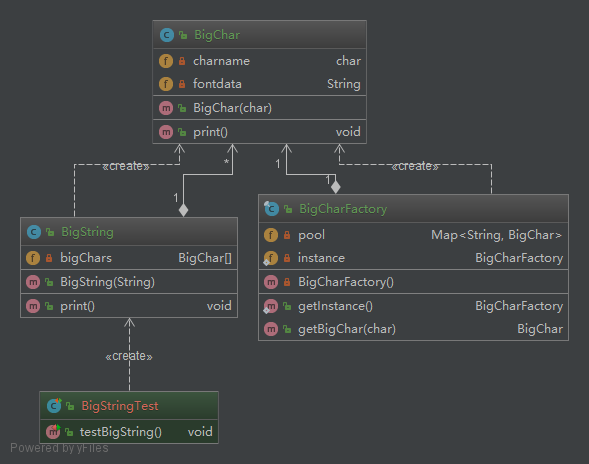 BigChar
charname char
fontdata String
BigChar(char)
print() void
«create»
*
1
«create»
1
1
BigString
bigChars BigChar[]
BigString(String)
print() void
BigCharFactory
pool Map<String, BigChar>
instance BigCharFactory
BigCharFactory()
getInstance() BigCharFactory
getBigChar(char) BigChar
«create»
BigStringTest
testBigString() void
Powered by yFiles